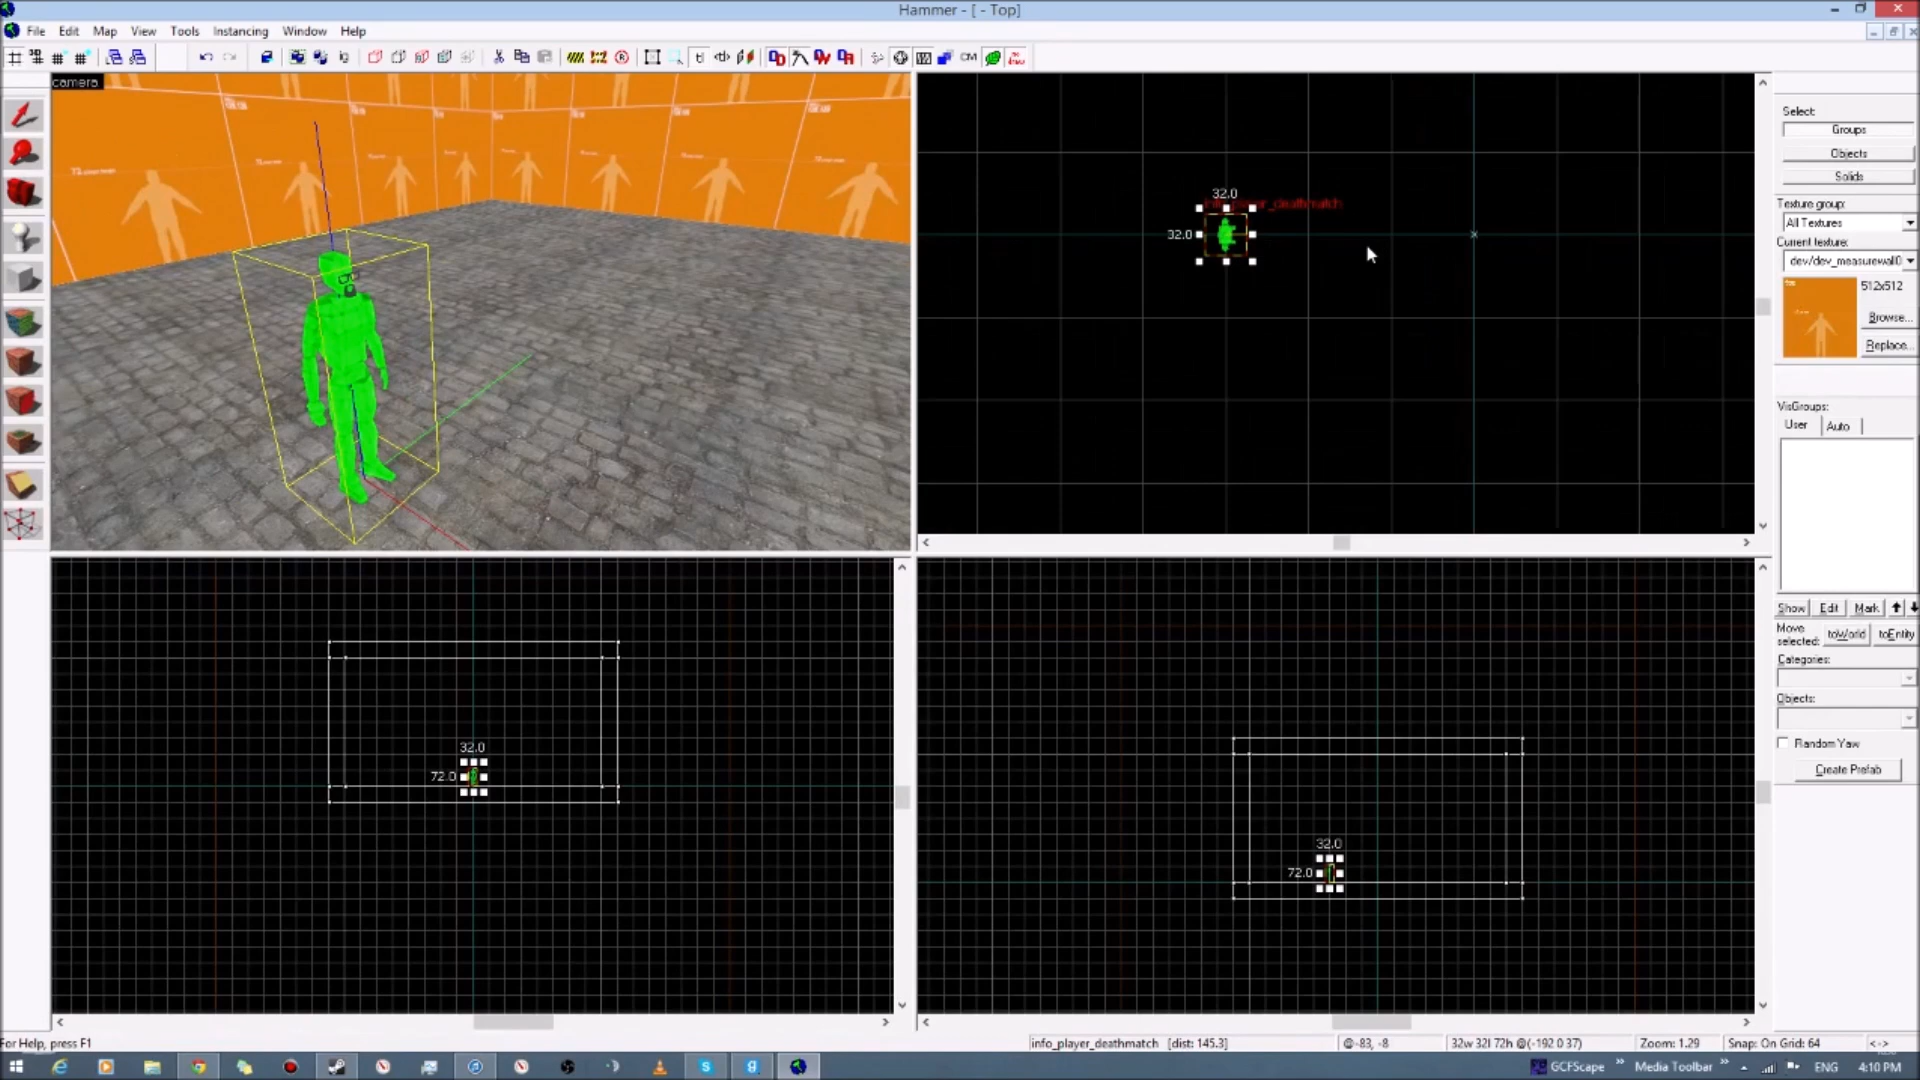 Hammer - [ - Top]
File Edit Map View Tools Instancing Window Help
CM
camera
32.0
info_player_deathmatch
32.0
32.0
72.0
32.0
72.0
Select:
Groups
Objects
Solids
Texture group:
All Textures
Current texture:
dev/dev_measurewall0
512x512
Browse...
Replace...
VisGroups:
User Auto
Show Edit Mark
Move selected: toWorld toEntity
Categories:
Objects:
Random Yaw
Create Prefab
For Help, press F1
info_player_deathmatch [dist: 145.3]
@-83, -8
32w 32l 72h @(-192 0 37)
Zoom: 1.29
Snap: On Grid: 64
<->
GCFScape
Media Toolbar
ENG
4:10 PM